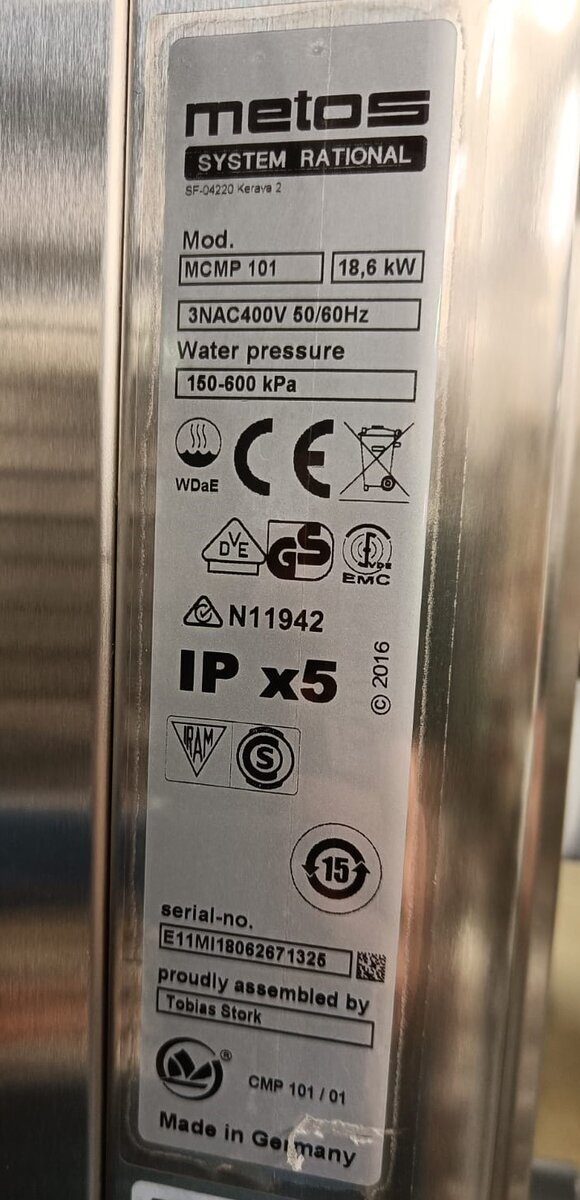 metos
SYSTEM RATIONAL
SF-04220 Kerava 2
Mod.
MCMP 101 18,6 kW
3NAC400V 50/60Hz
Water pressure
150-600 kPa
WDaE CE
DVE GS VDE
EMC
N11942
IP x5
© 2016
IRAM S
15
serial-no.
E11MI18062671325
proudly assembled by
Tobias Stork
® CMP 101 / 01
Made in Germany